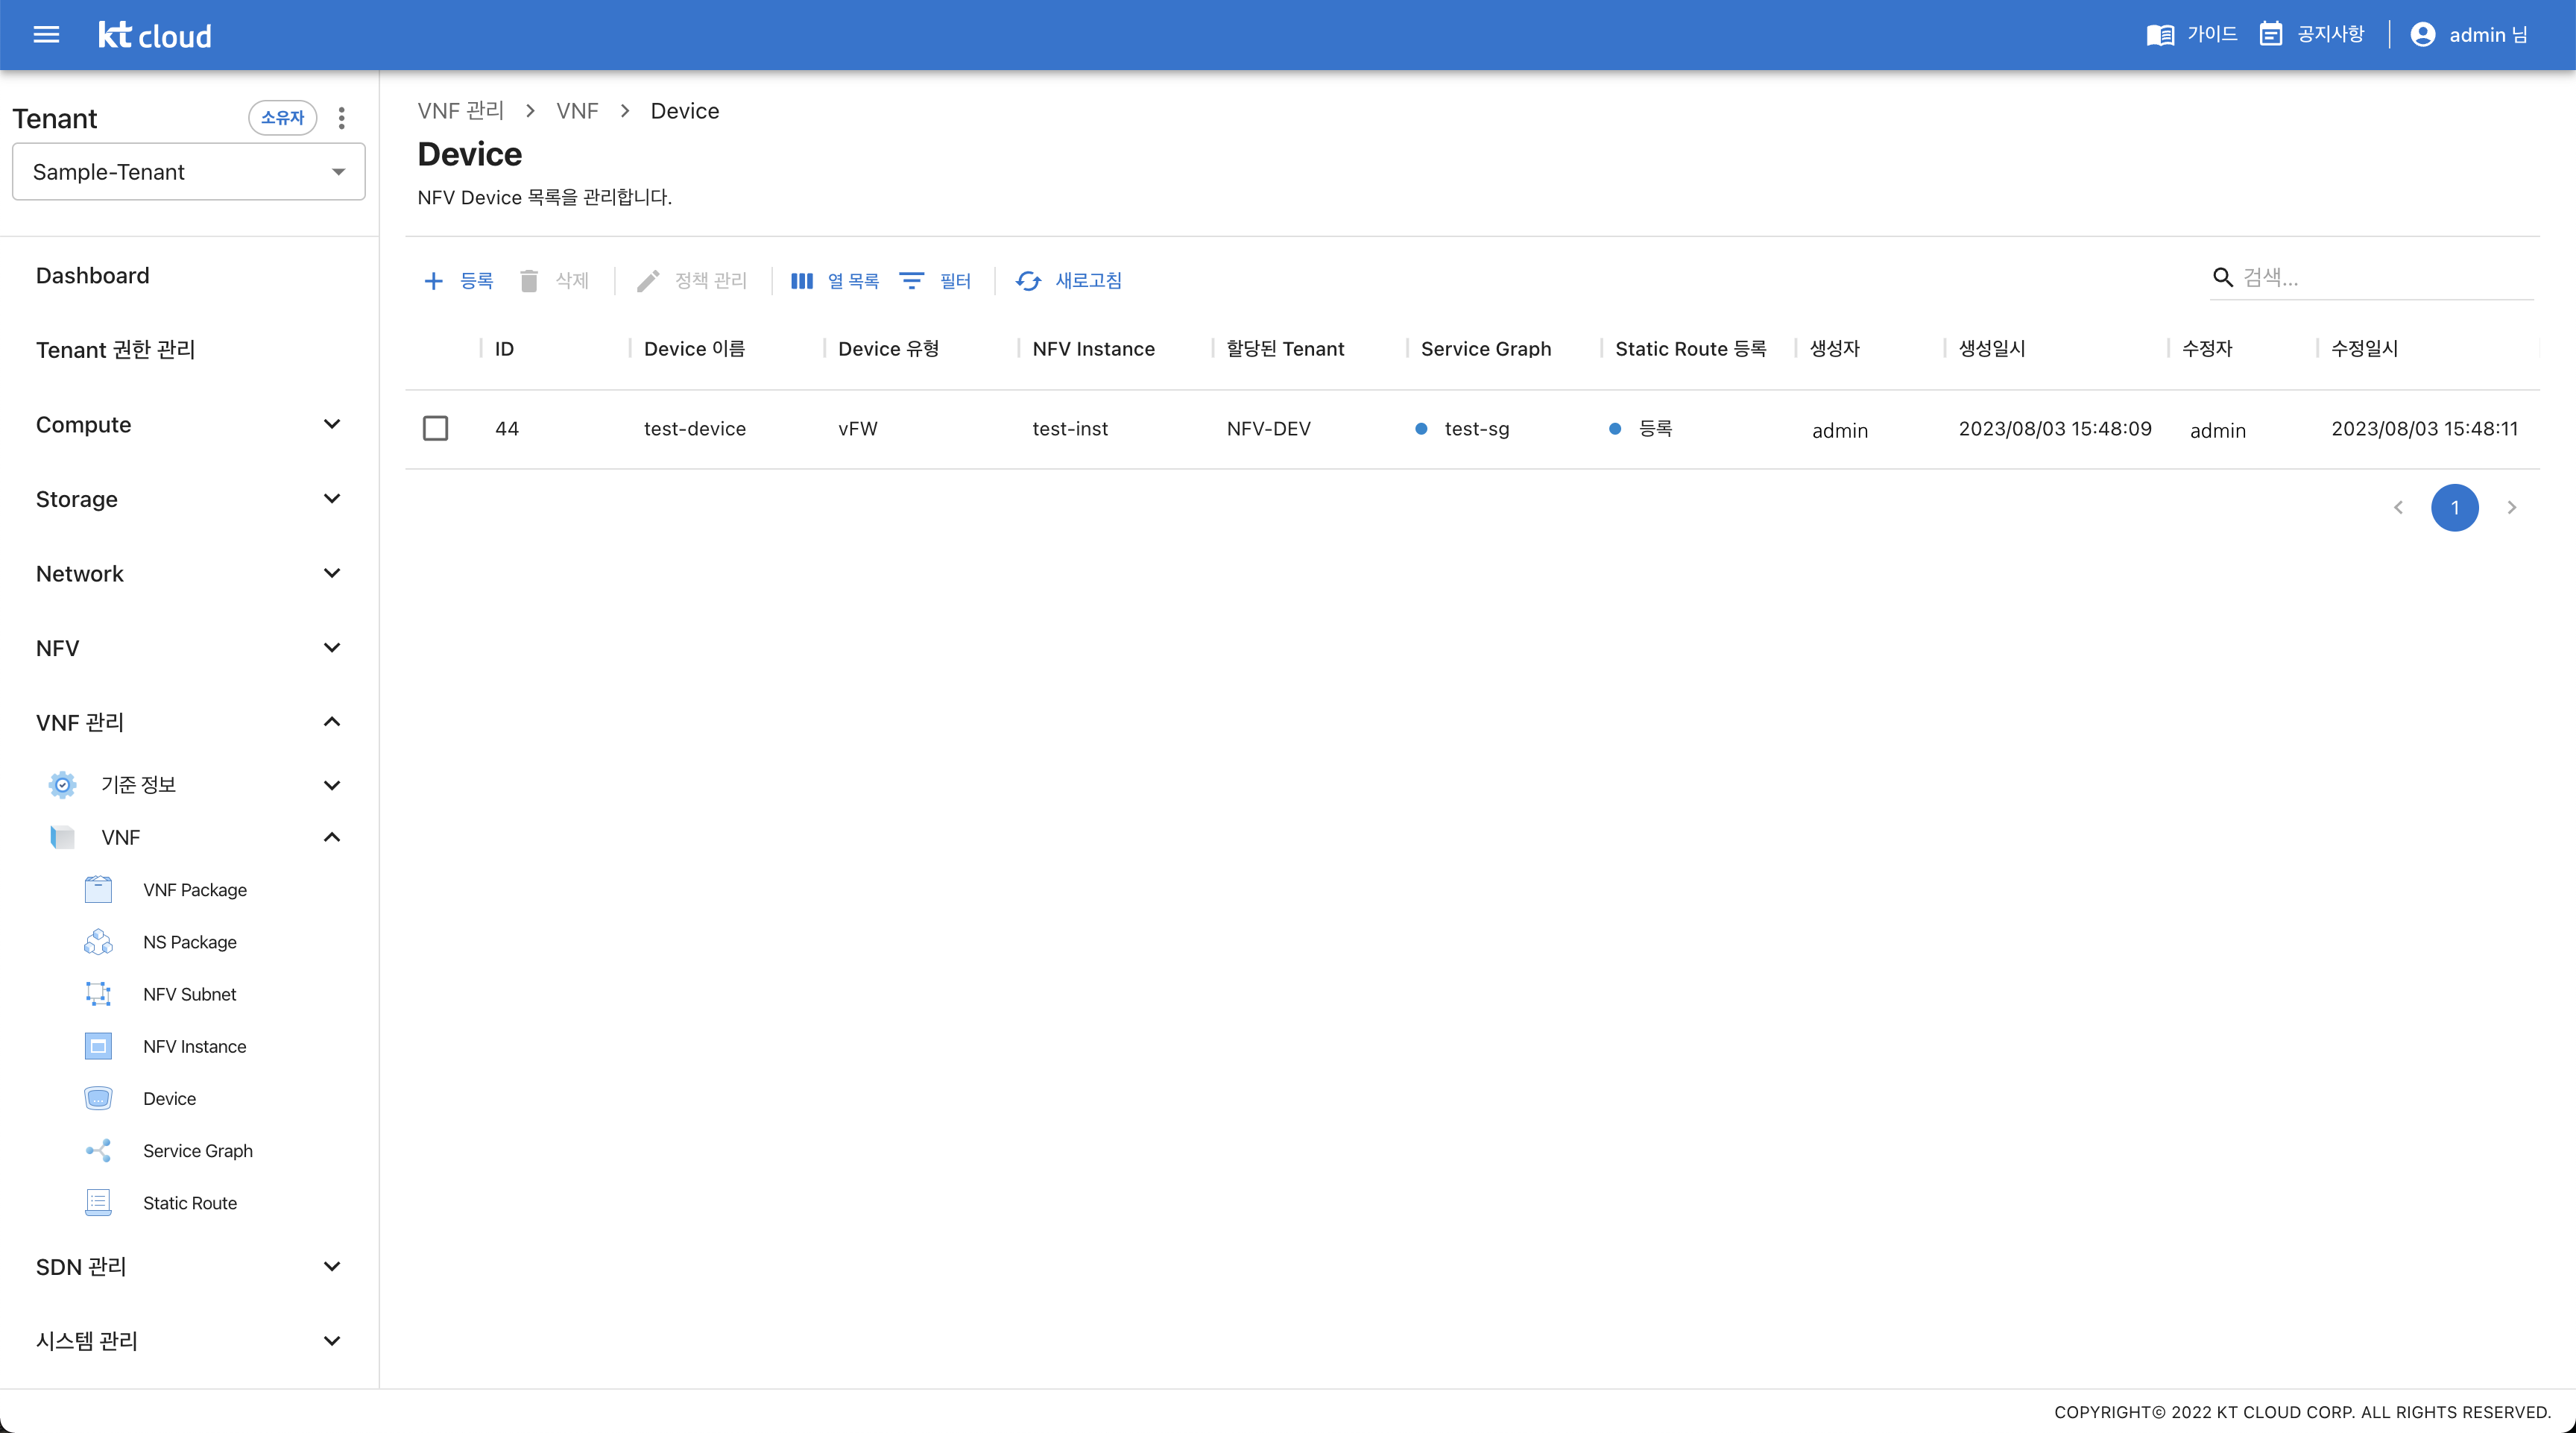 kt cloud
가이드 공지사항 admin 님
Tenant 소유자
Sample-Tenant
Dashboard
Tenant 권한 관리
Compute
Storage
Network
NFV
VNF 관리
기준 정보
VNF
VNF Package
NS Package
NFV Subnet
NFV Instance
Device
Service Graph
Static Route
SDN 관리
시스템 관리
VNF 관리 > VNF > Device
Device
NFV Device 목록을 관리합니다.
등록 삭제 정책 관리 열 목록 필터 새로고침 검색...
ID Device 이름 Device 유형 NFV Instance 할당된 Tenant Service Graph Static Route 등록 생성자 생성일시 수정자 수정일시
44 test-device vFW test-inst NFV-DEV test-sg 등록 admin 2023/08/03 15:48:09 admin 2023/08/03 15:48:11
1
COPYRIGHT© 2022 KT CLOUD CORP. ALL RIGHTS RESERVED.